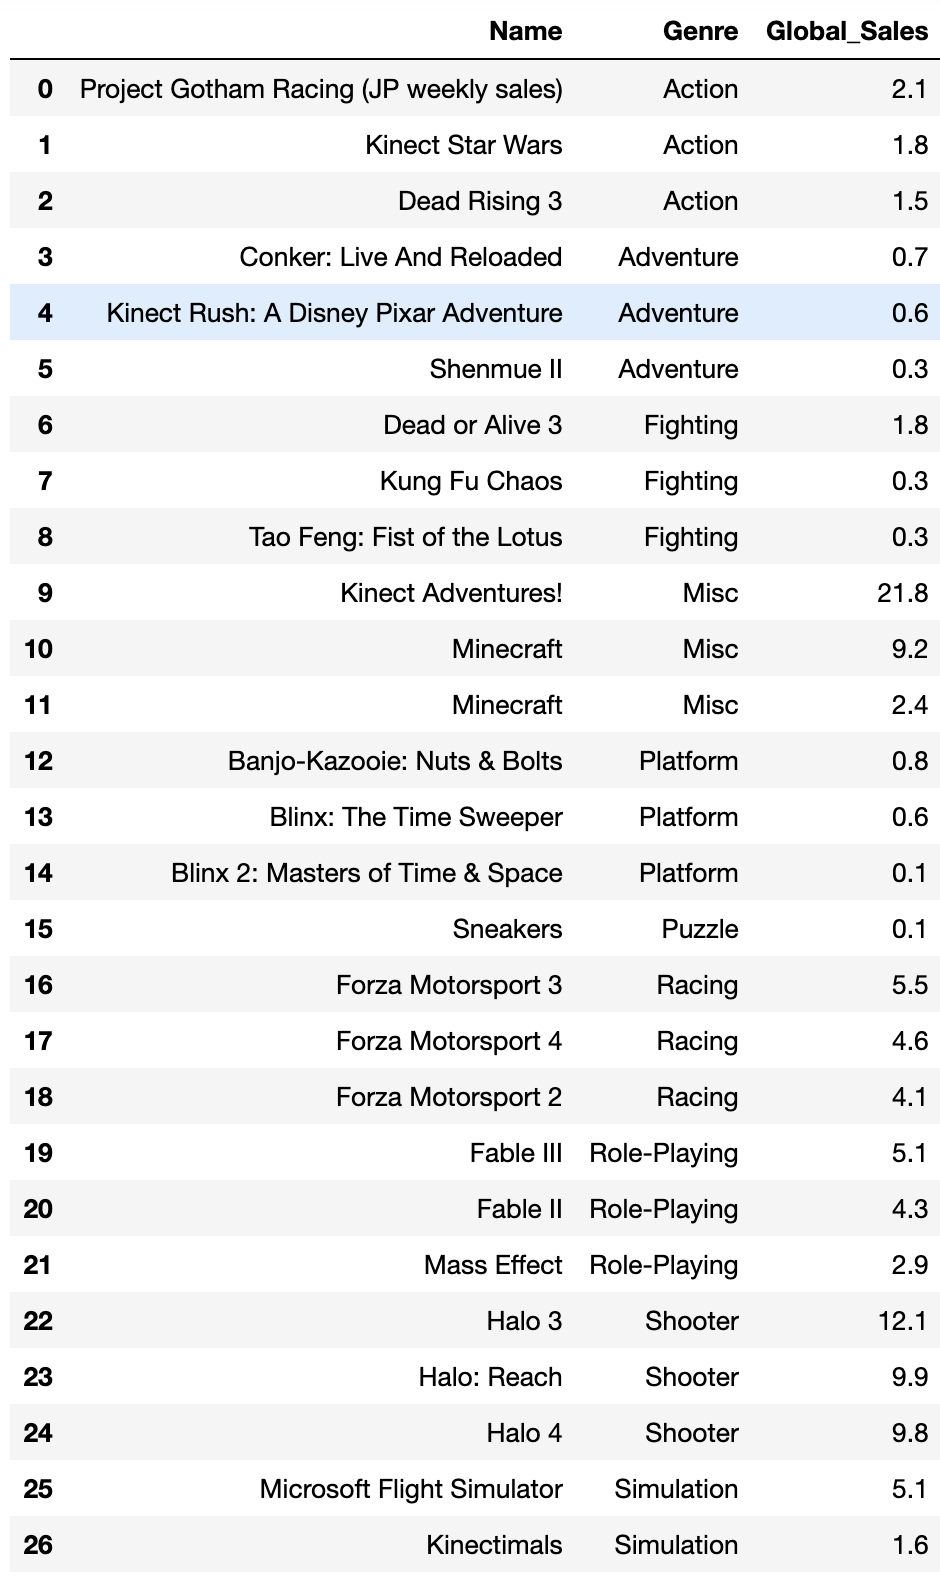 Name Genre Global_Sales
0 Project Gotham Racing (JP weekly sales) Action 2.1
1 Kinect Star Wars Action 1.8
2 Dead Rising 3 Action 1.5
3 Conker: Live And Reloaded Adventure 0.7
4 Kinect Rush: A Disney Pixar Adventure Adventure 0.6
5 Shenmue II Adventure 0.3
6 Dead or Alive 3 Fighting 1.8
7 Kung Fu Chaos Fighting 0.3
8 Tao Feng: Fist of the Lotus Fighting 0.3
9 Kinect Adventures! Misc 21.8
10 Minecraft Misc 9.2
11 Minecraft Misc 2.4
12 Banjo-Kazooie: Nuts & Bolts Platform 0.8
13 Blinx: The Time Sweeper Platform 0.6
14 Blinx 2: Masters of Time & Space Platform 0.1
15 Sneakers Puzzle 0.1
16 Forza Motorsport 3 Racing 5.5
17 Forza Motorsport 4 Racing 4.6
18 Forza Motorsport 2 Racing 4.1
19 Fable III Role-Playing 5.1
20 Fable II Role-Playing 4.3
21 Mass Effect Role-Playing 2.9
22 Halo 3 Shooter 12.1
23 Halo: Reach Shooter 9.9
24 Halo 4 Shooter 9.8
25 Microsoft Flight Simulator Simulation 5.1
26 Kinectimals Simulation 1.6